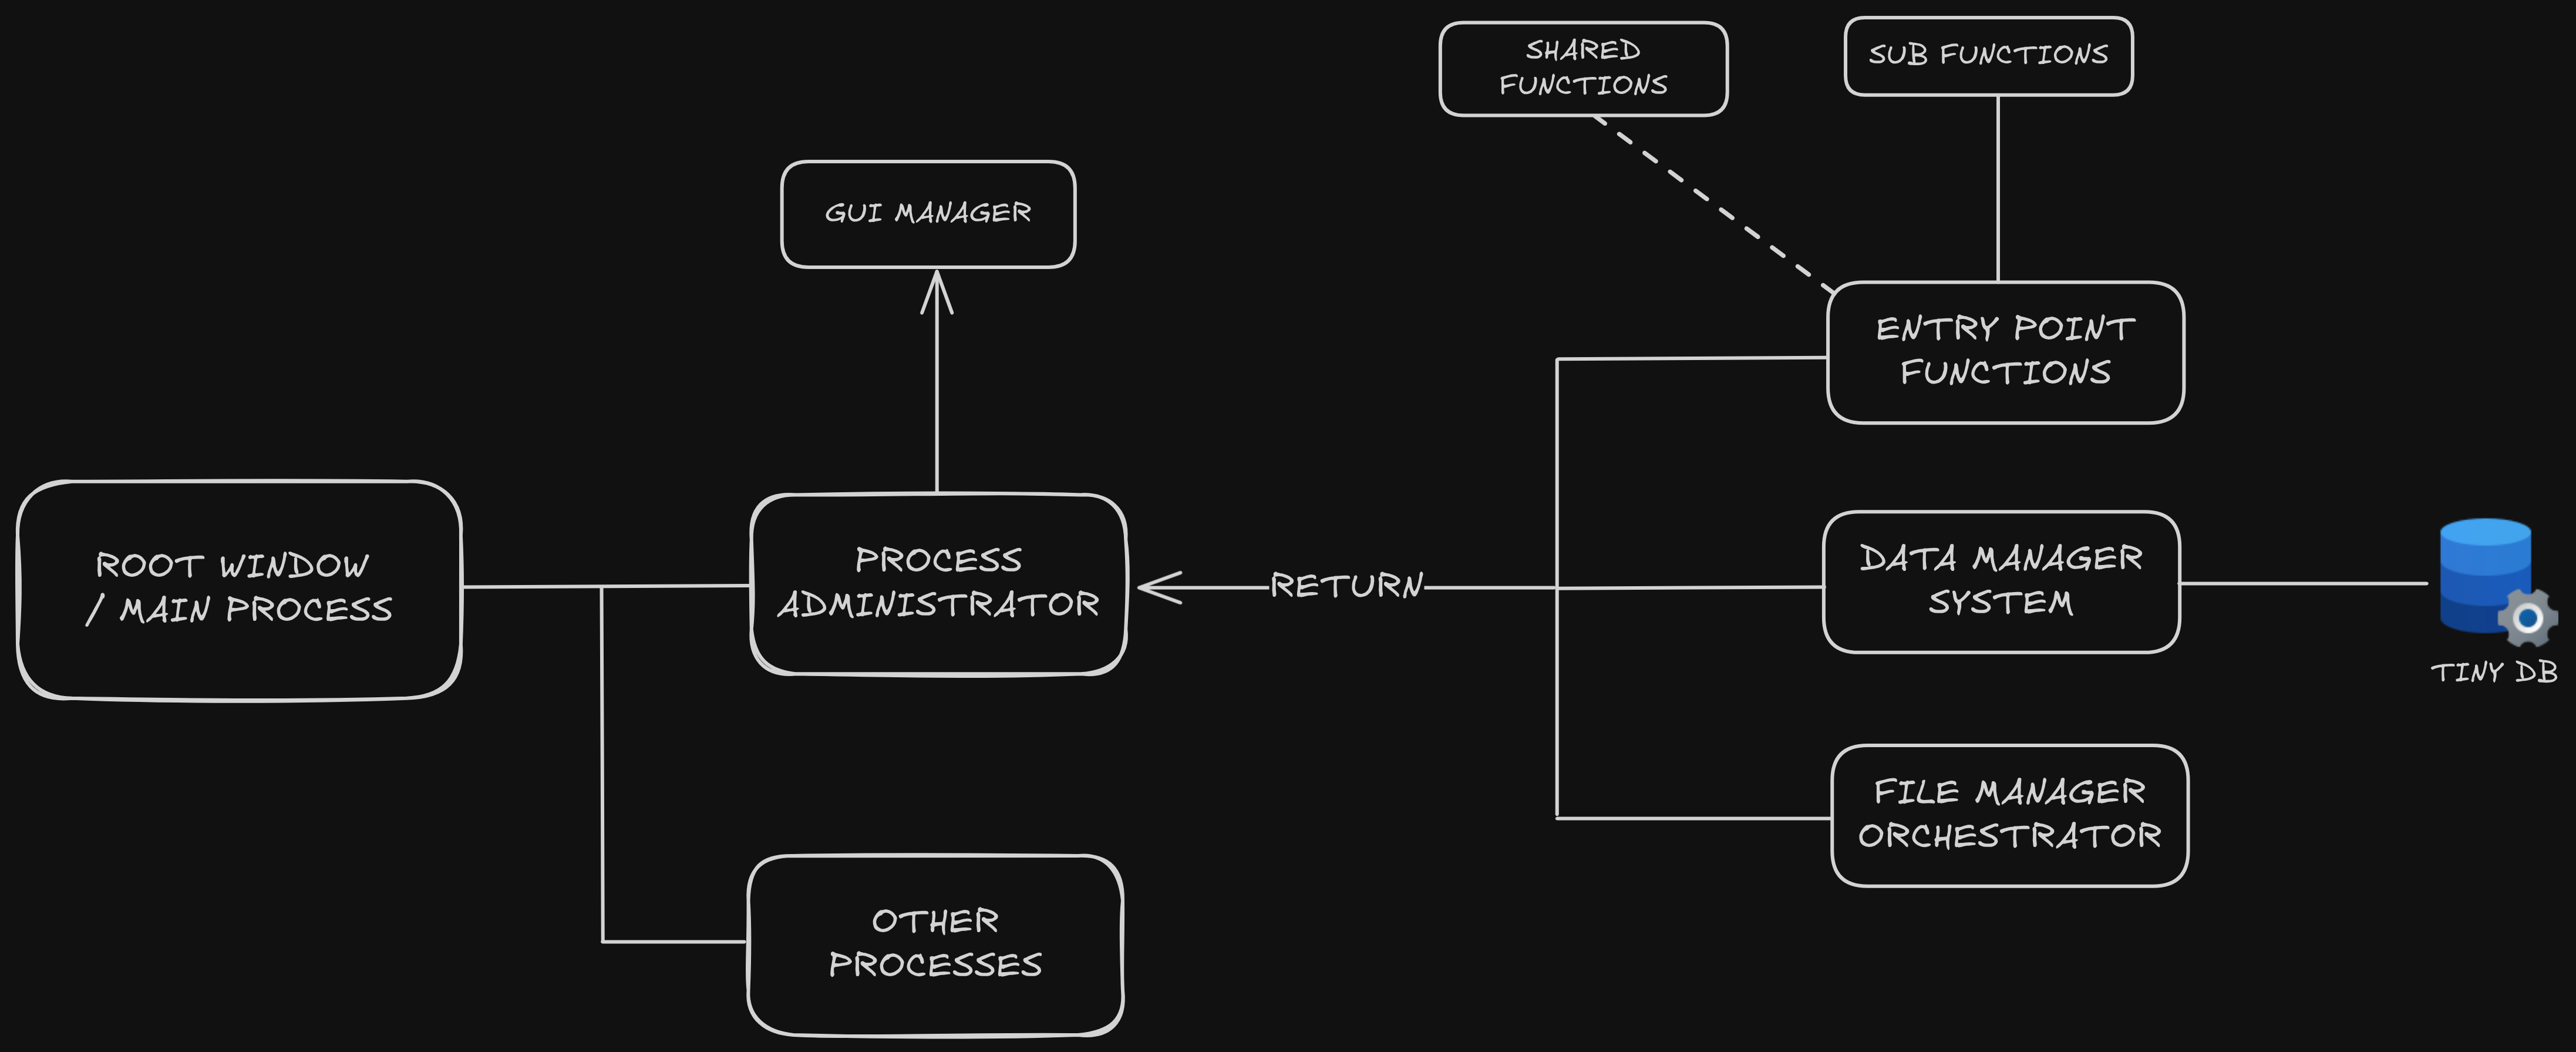 SHARED
FUNCTIONS
SUB FUNCTIONS
GUI MANAGER
ENTRY POINT
FUNCTIONS
ROOT WINDOW
/ MAIN PROCESS
PROCESS
ADMINISTRATOR
RETURN
DATA MANAGER
SYSTEM
TINY DB
FILE MANAGER
ORCHESTRATOR
OTHER
PROCESSES